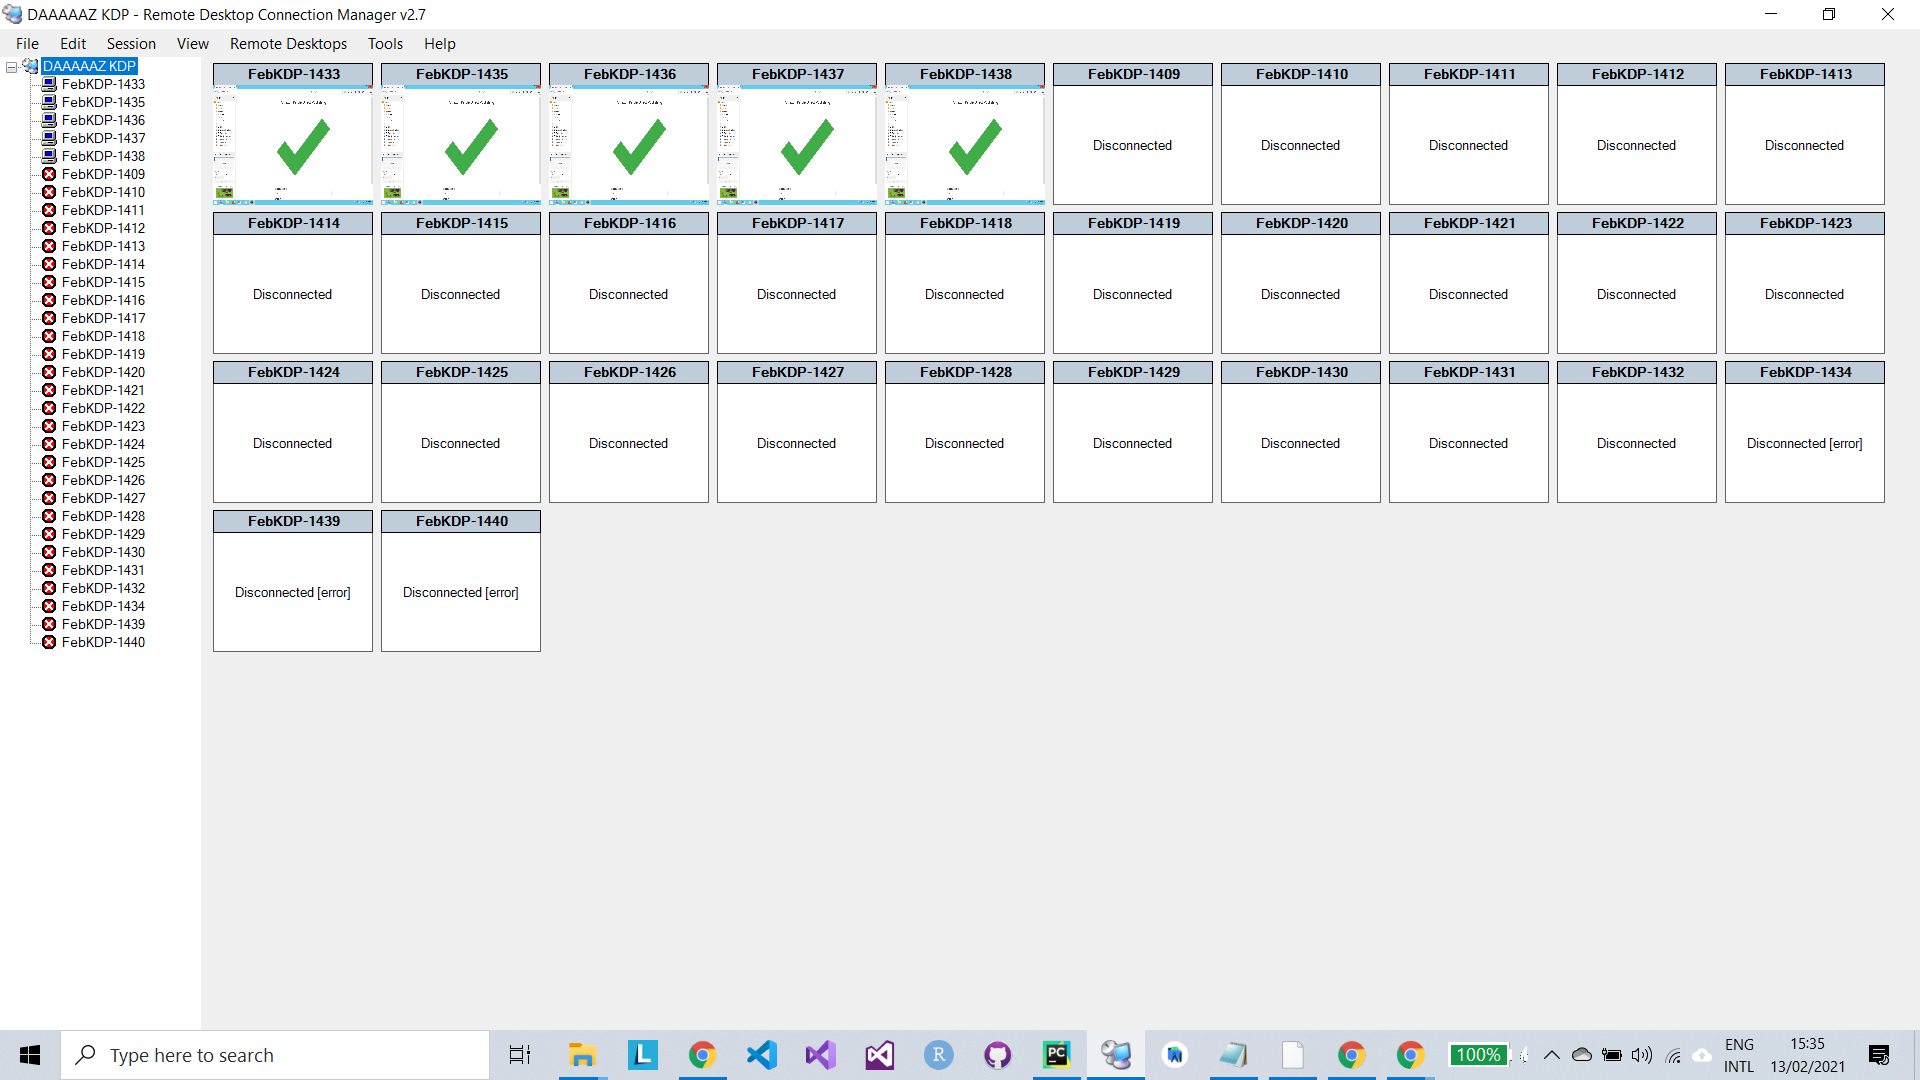 DAAAAAZ KDP - Remote Desktop Connection Manager v2.7
File Edit Session View Remote Desktops Tools Help
DAAAAAZ KDP
FebKDP-1433
FebKDP-1435
FebKDP-1436
FebKDP-1437
FebKDP-1438
FebKDP-1409
FebKDP-1410
FebKDP-1411
FebKDP-1412
FebKDP-1413
FebKDP-1414
FebKDP-1415
FebKDP-1416
FebKDP-1417
FebKDP-1418
FebKDP-1419
FebKDP-1420
FebKDP-1421
FebKDP-1422
FebKDP-1423
FebKDP-1424
FebKDP-1425
FebKDP-1426
FebKDP-1427
FebKDP-1428
FebKDP-1429
FebKDP-1430
FebKDP-1431
FebKDP-1432
FebKDP-1434
FebKDP-1439
FebKDP-1440
FebKDP-1433 FebKDP-1435 FebKDP-1436 FebKDP-1437 FebKDP-1438 FebKDP-1409 FebKDP-1410 FebKDP-1411 FebKDP-1412 FebKDP-1413
Disconnected Disconnected Disconnected Disconnected Disconnected
FebKDP-1414 FebKDP-1415 FebKDP-1416 FebKDP-1417 FebKDP-1418 FebKDP-1419 FebKDP-1420 FebKDP-1421 FebKDP-1422 FebKDP-1423
Disconnected Disconnected Disconnected Disconnected Disconnected Disconnected Disconnected Disconnected Disconnected Disconnected
FebKDP-1424 FebKDP-1425 FebKDP-1426 FebKDP-1427 FebKDP-1428 FebKDP-1429 FebKDP-1430 FebKDP-1431 FebKDP-1432 FebKDP-1434
Disconnected Disconnected Disconnected Disconnected Disconnected Disconnected Disconnected Disconnected Disconnected Disconnected [error]
FebKDP-1439 FebKDP-1440
Disconnected [error] Disconnected [error]
Type here to search
L
R
PC
100%
ENG
INTL
15:35
13/02/2021